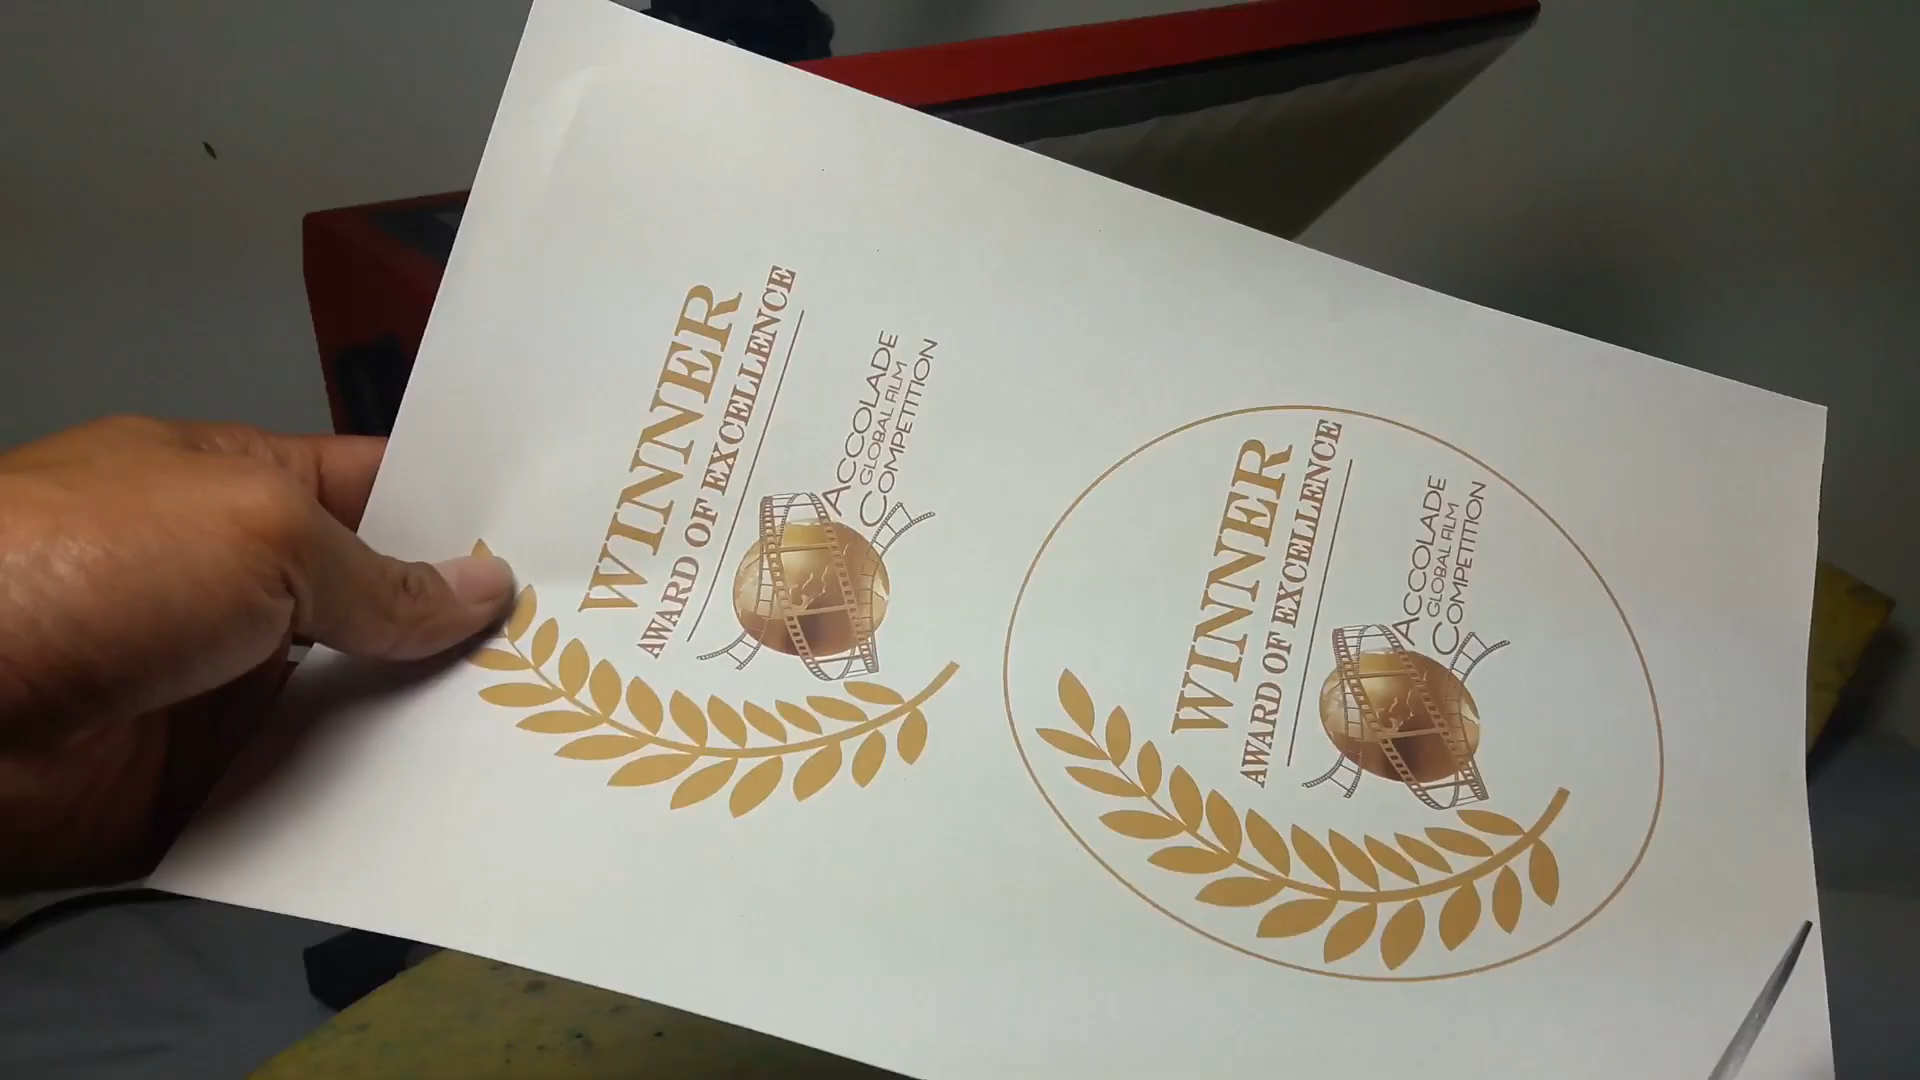 WINNER
AWARD OF EXCELLENCE
ACCOLADE
GLOBAL FILM
COMPETITION
WINNER
AWARD OF EXCELLENCE
ACCOLADE
GLOBAL FILM
COMPETITION